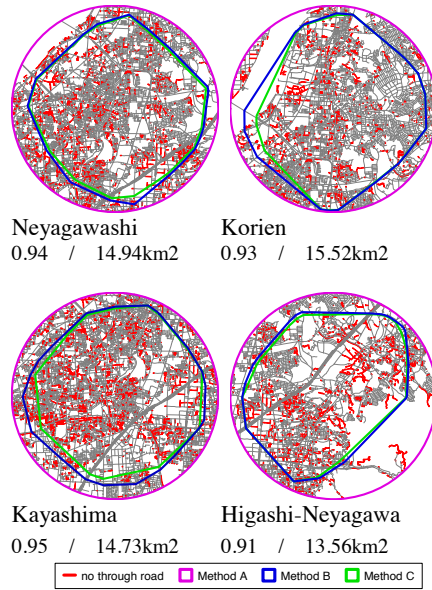 Neyagawashi
0.94 / 14.94km2
Korien
0.93 / 15.52km2
Kayashima
0.95 / 14.73km2
Higashi-Neyagawa
0.91 / 13.56km2
no through road Method A Method B Method C